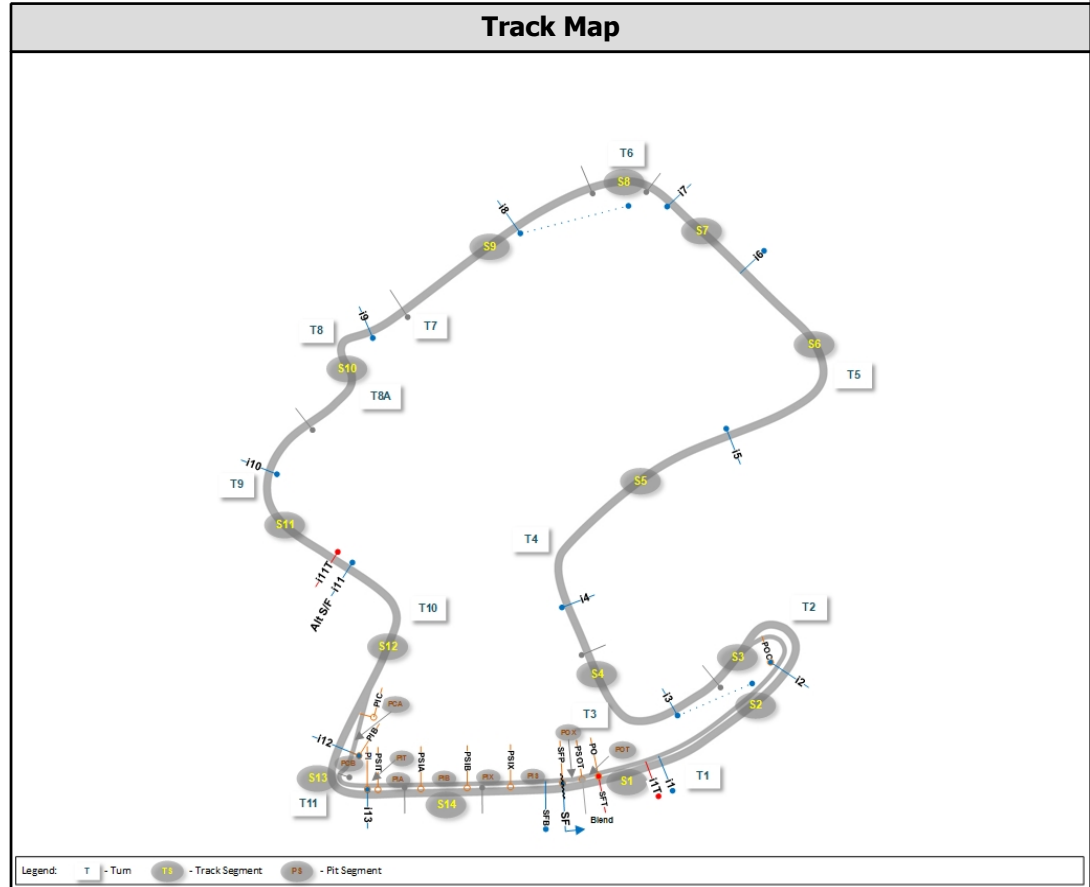 Track Map
T6
S8
i7
i8
S9
S7
i6
i9
T8
T7
S6
S10
T5
T8A
i5
i10
T9
S5
S11
T4
i11T
i11
Alt S/F
i4
T10
T2
S12
S3
POC
i2
S4
i3
S2
PIC
PCA
T3
PIB
i12
POX
PO
POT
PI
PSIT
PIT
PSIA
PSIB
PSIX
SFP
PSOT
S13
PIA
PIB
PIX
S1
T1
i1T
i1
T11
S14
i13
SFB
SF
SFT
Blend
Legend:
T
- Turn
TS
- Track Segment
PS
- Pit Segment